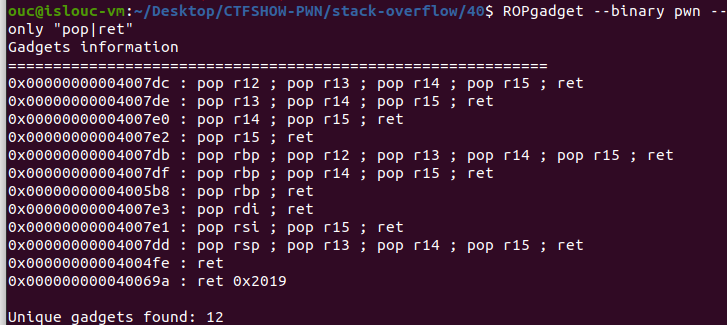 ouc@islouc-vm:~/Desktop/CTFSHOW-PWN/stack-overflow/40$ ROPgadget --binary pwn --
only "pop|ret"
Gadgets information
============================================================
0x00000000004007dc : pop r12 ; pop r13 ; pop r14 ; pop r15 ; ret
0x00000000004007de : pop r13 ; pop r14 ; pop r15 ; ret
0x00000000004007e0 : pop r14 ; pop r15 ; ret
0x00000000004007e2 : pop r15 ; ret
0x00000000004007db : pop rbp ; pop r12 ; pop r13 ; pop r14 ; pop r15 ; ret
0x00000000004007df : pop rbp ; pop r14 ; pop r15 ; ret
0x00000000004005b8 : pop rbp ; ret
0x00000000004007e3 : pop rdi ; ret
0x00000000004007e1 : pop rsi ; pop r15 ; ret
0x00000000004007dd : pop rsp ; pop r13 ; pop r14 ; pop r15 ; ret
0x00000000004004fe : ret
0x000000000040069a : ret 0x2019
Unique gadgets found: 12